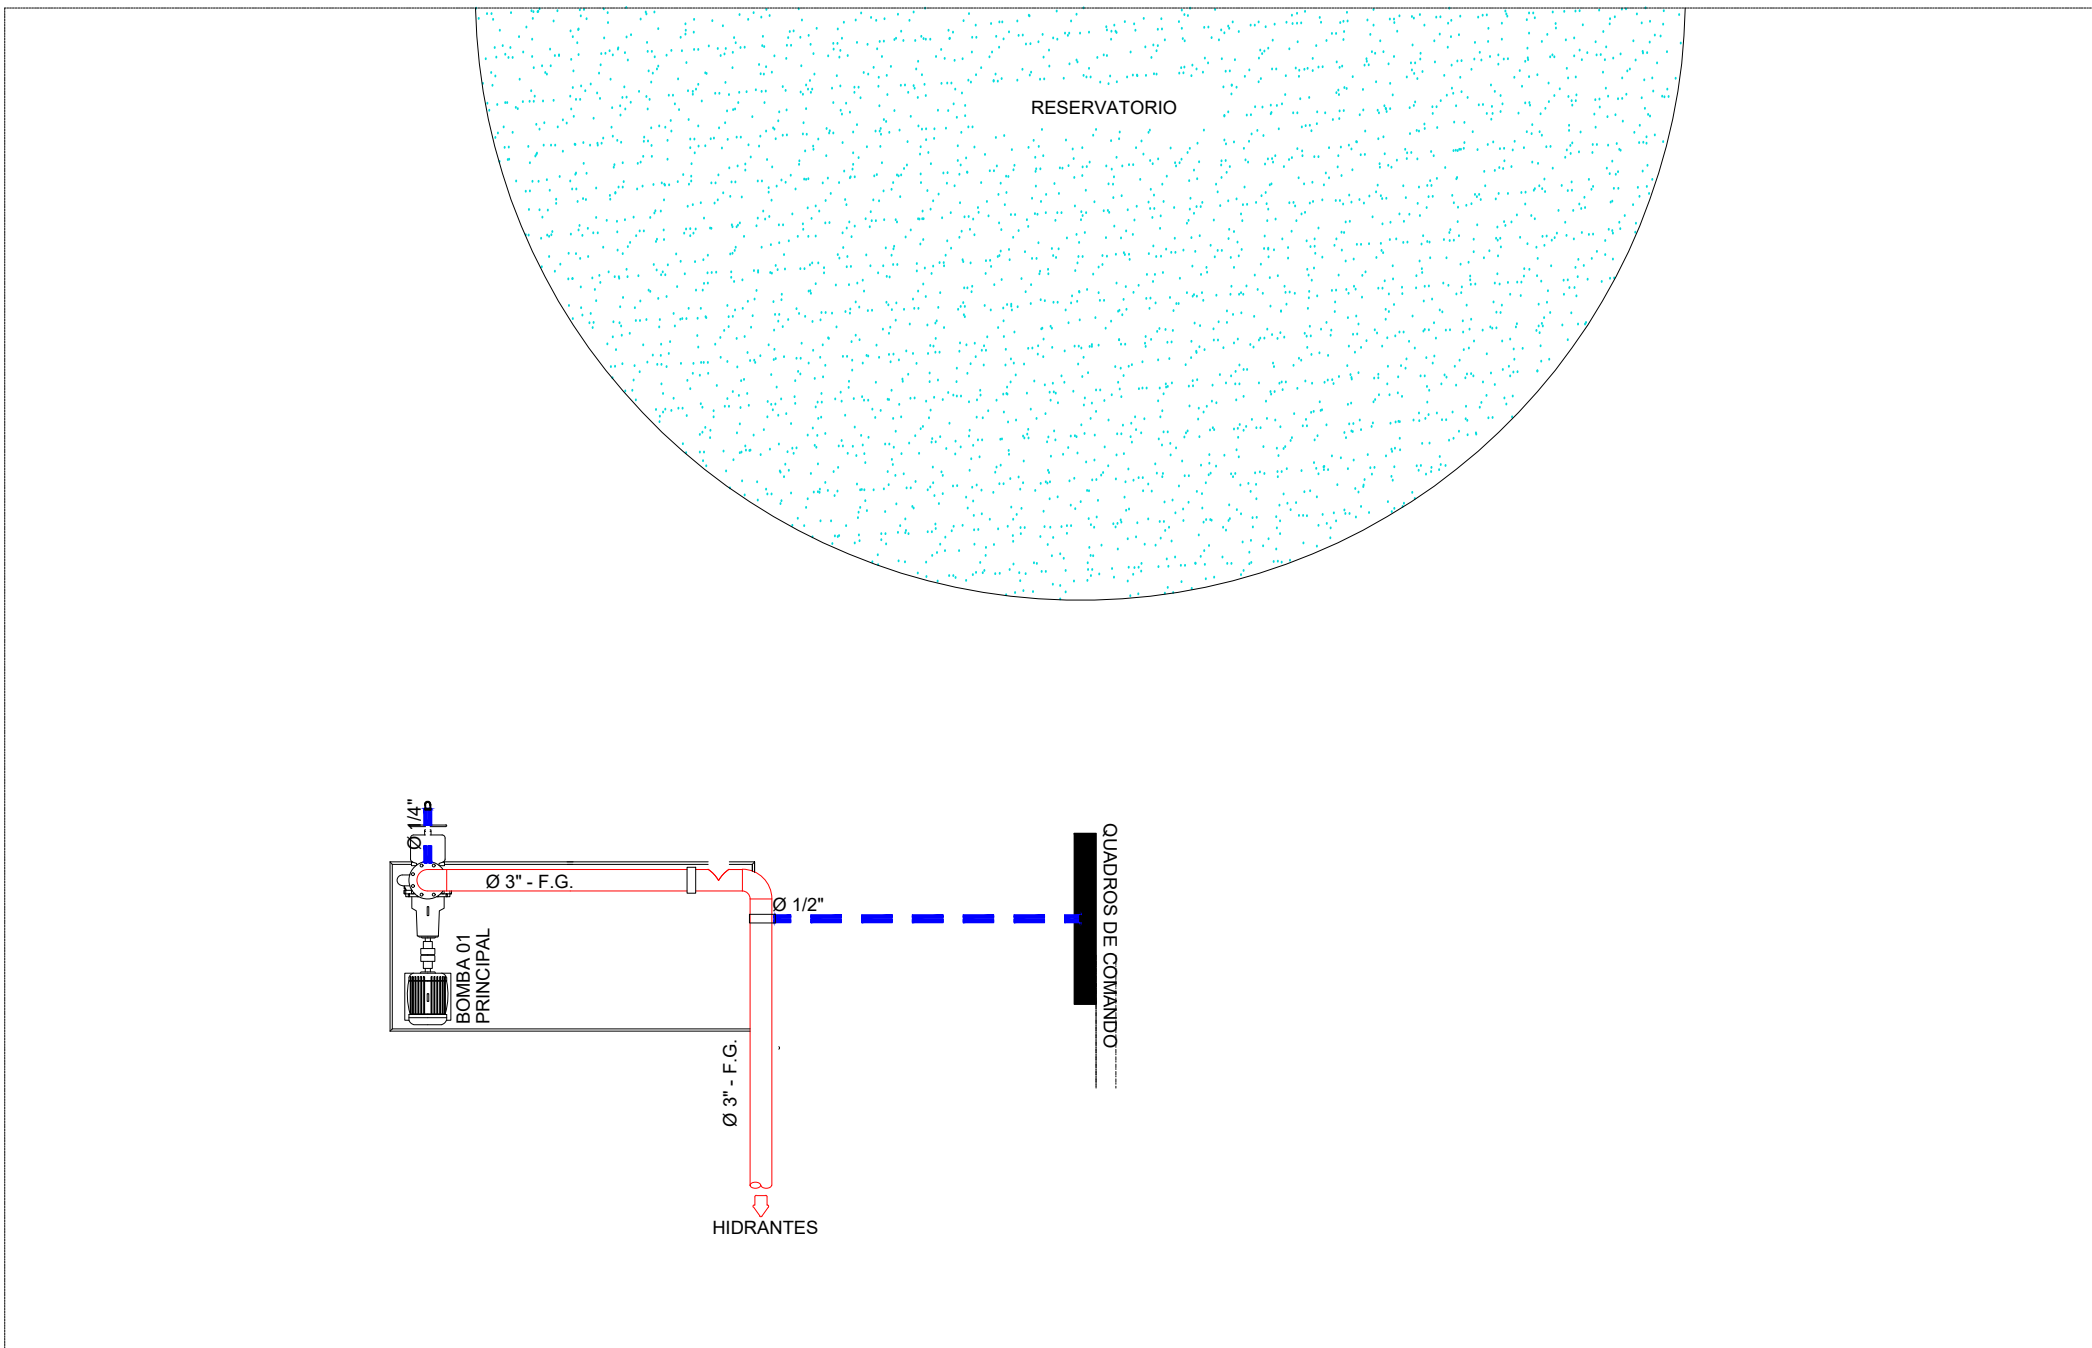 RESERVATORIO
Ø 1/4"
Ø 3" - F.G.
Ø 1/2"
QUADROS DE COMANDO
BOMBA 01
PRINCIPAL
Ø 3" - F.G.
HIDRANTES